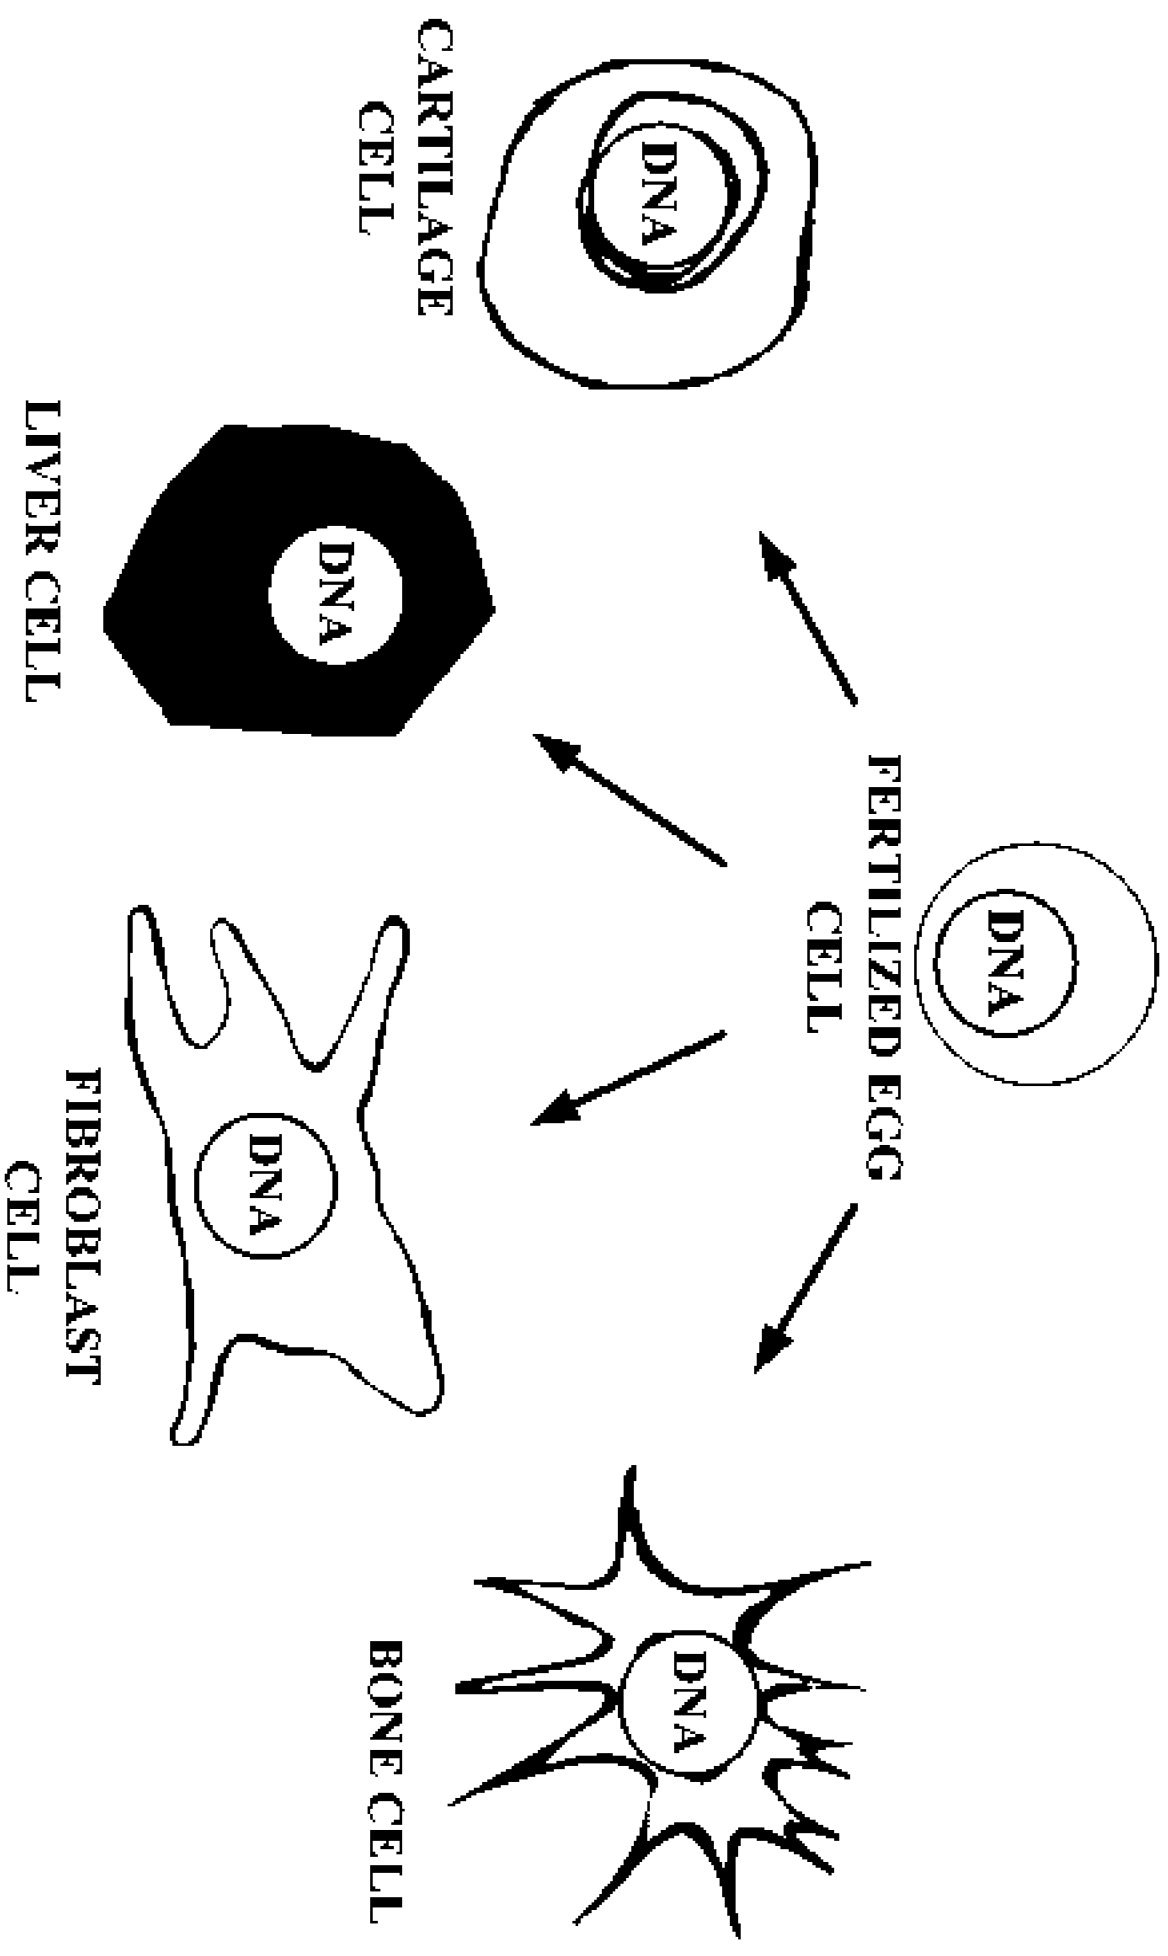 DNA
FERTILIZED EGG
CELL
DNA
CARTILAGE
CELL
DNA
LIVER CELL
DNA
FIBROBLAST
CELL
DNA
BONE CELL